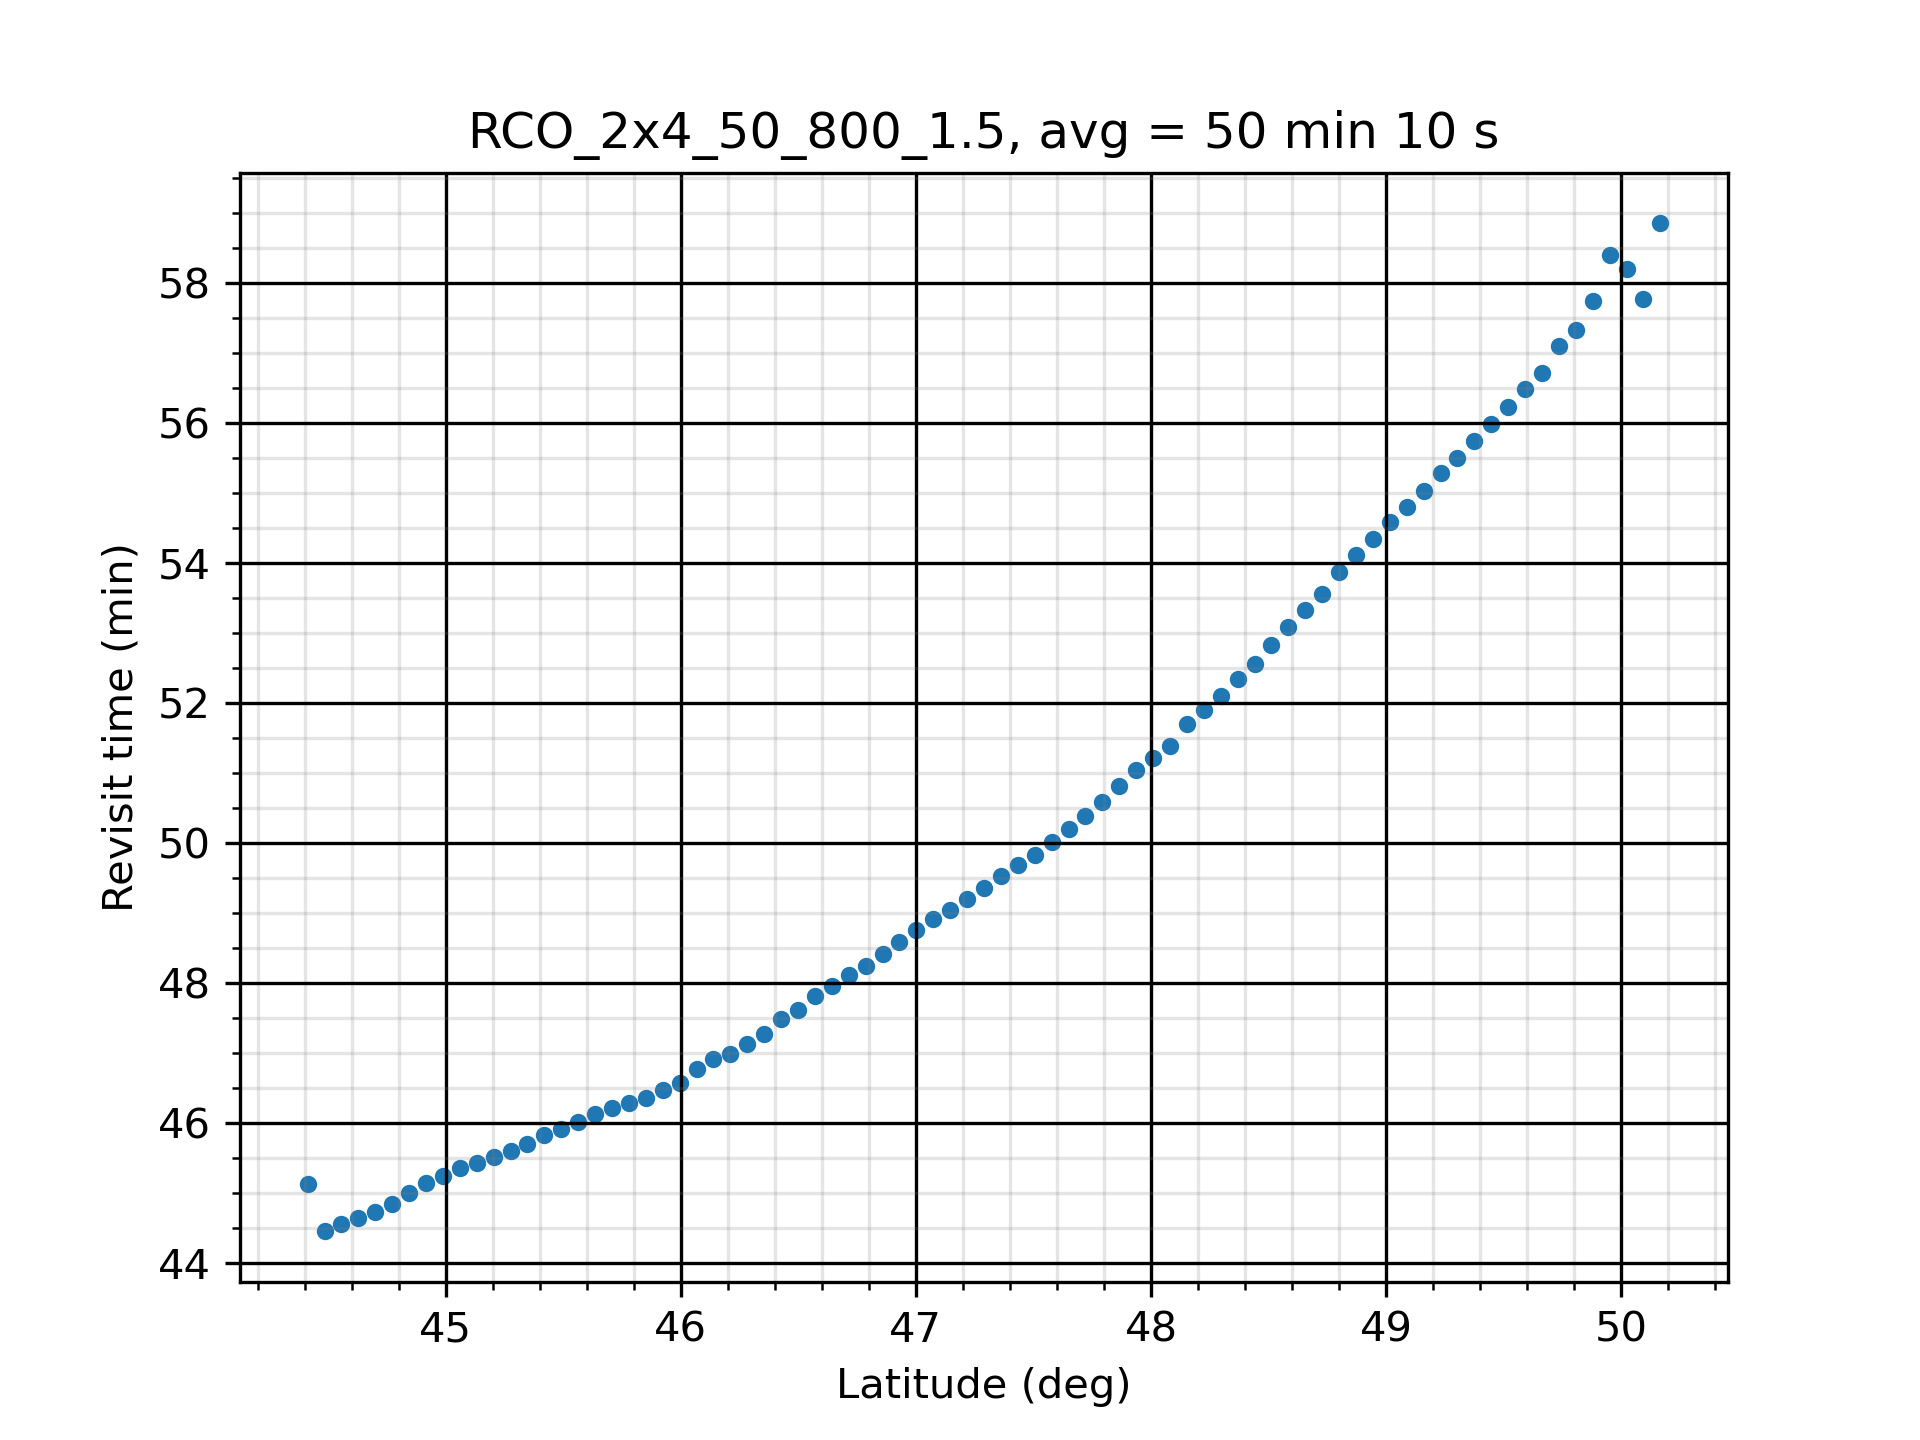 RCO_2x4_50_800_1.5, avg = 50 min 10 s
Revisit time (min)
58
56
54
52
50
48
46
44
45 46 47 48 49 50
Latitude (deg)